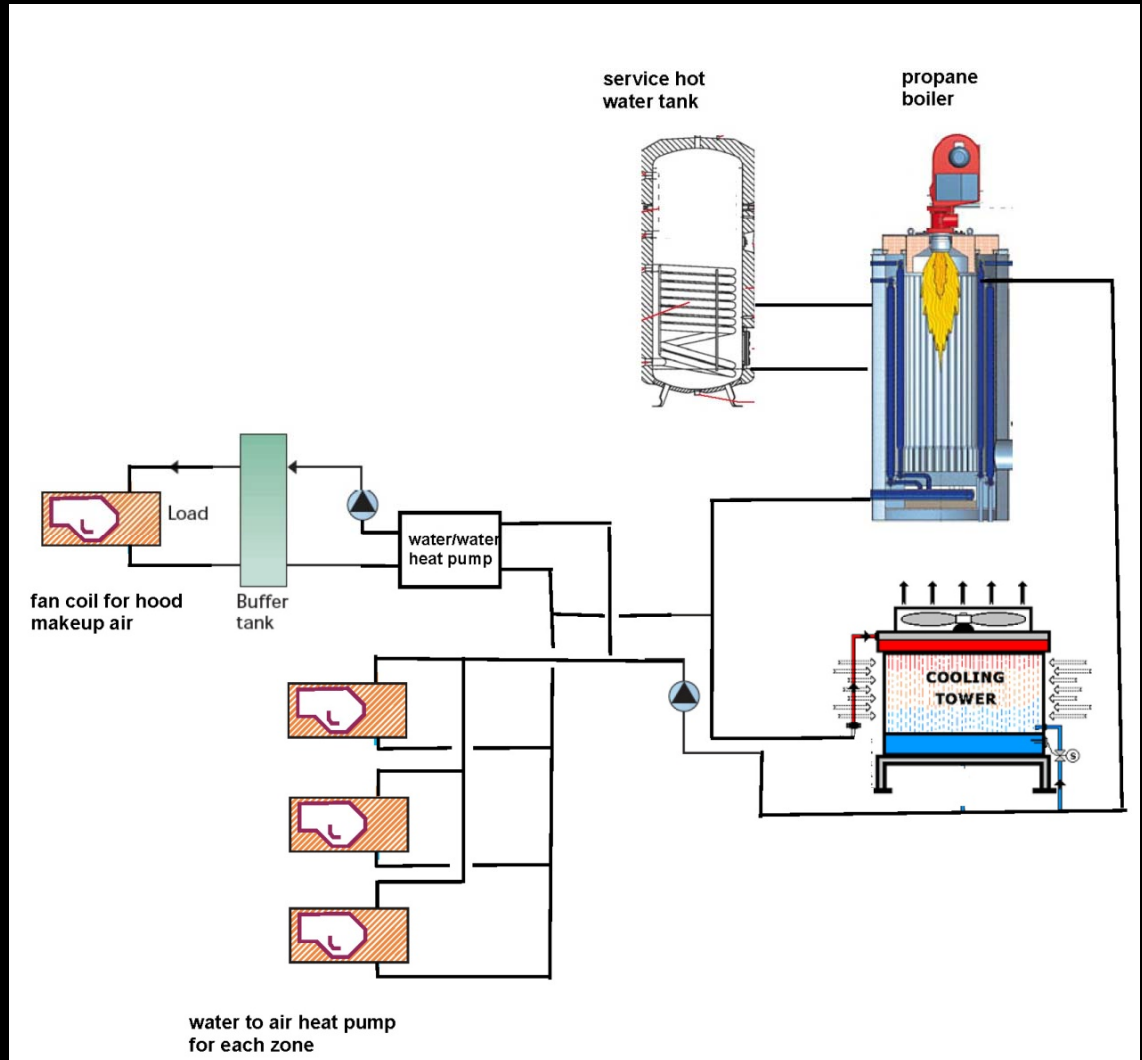 service hot
water tank
propane
boiler
Load
water/water
heat pump
fan coil for hood
makeup air
Buffer
tank
COOLING
TOWER
S
water to air heat pump
for each zone